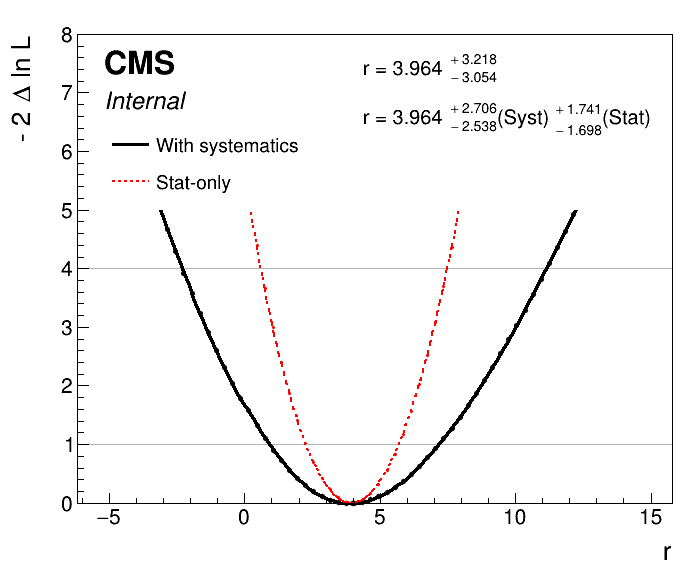 - 2 Δ ln L
8
7
6
5
4
3
2
1
0
CMS
Internal
With systematics
Stat-only
r = 3.964 +3.218 −3.054
r = 3.964 +2.706 −2.538(Syst) +1.741 −1.698(Stat)
−5 0 5 10 15
r